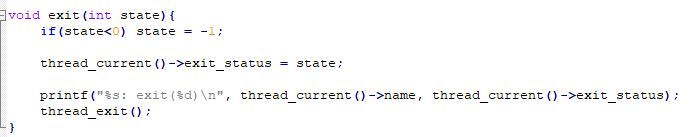 void exit(int state){
if(state<0) state = -1;
thread_current()->exit_status = state;
printf("%s: exit(%d)\n", thread_current()->name, thread_current()->exit_status);
thread_exit();
}